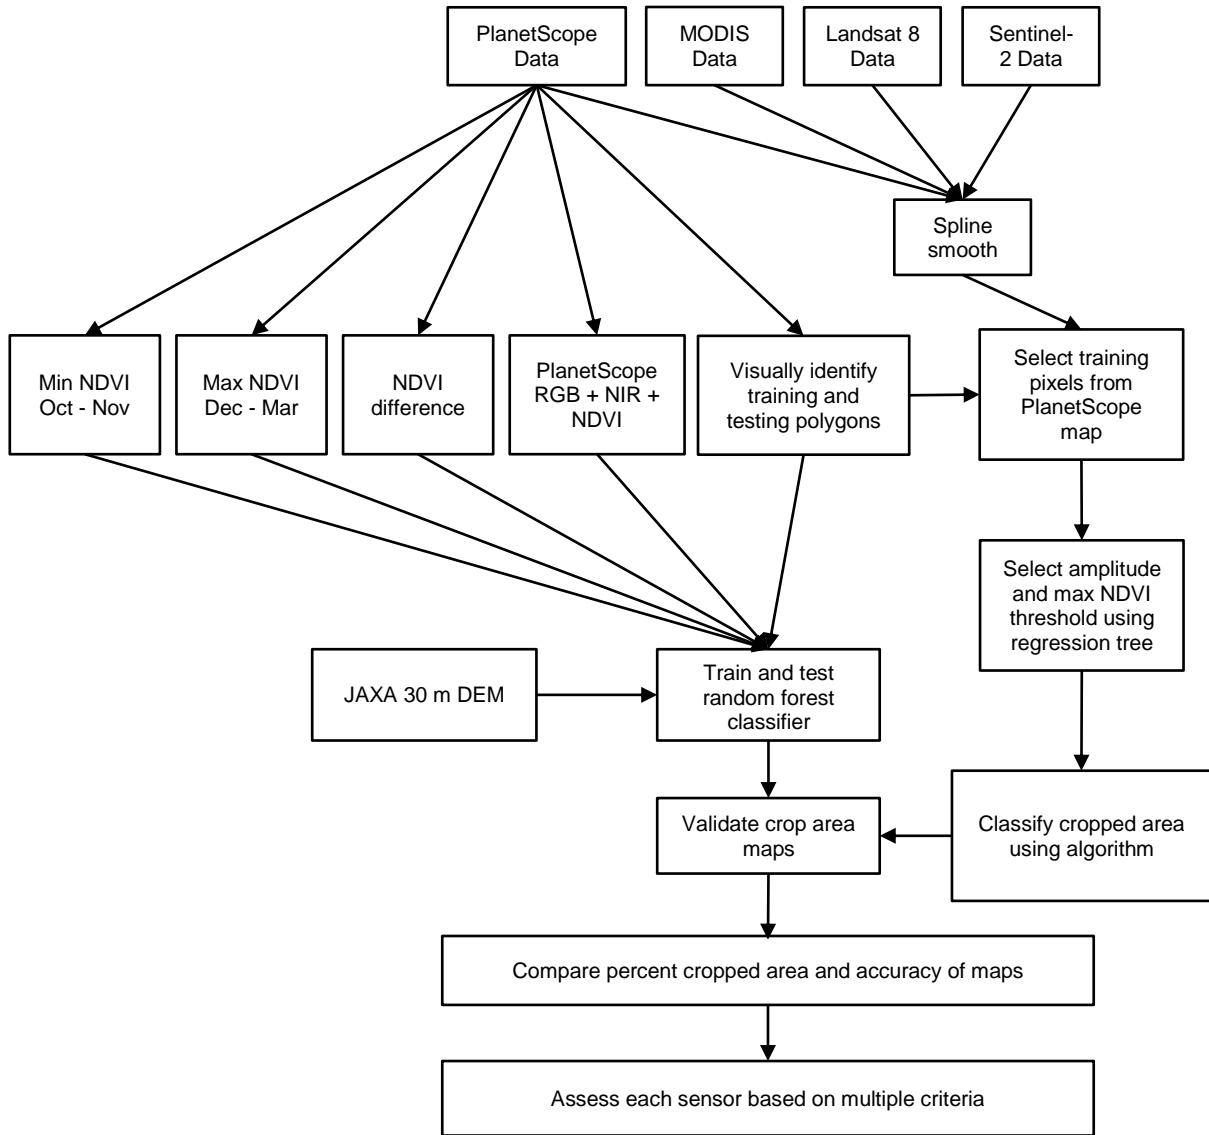 PlanetScope
Data
MODIS
Data
Landsat 8
Data
Sentinel-
2 Data
Spline
smooth
Min NDVI
Oct - Nov
Max NDVI
Dec - Mar
NDVI
difference
PlanetScope
RGB + NIR +
NDVI
Visually identify
training and
testing polygons
Select training
pixels from
PlanetScope
map
Select amplitude
and max NDVI
threshold using
regression tree
JAXA 30 m DEM
Train and test
random forest
classifier
Validate crop area
maps
Classify cropped area
using algorithm
Compare percent cropped area and accuracy of maps
Assess each sensor based on multiple criteria